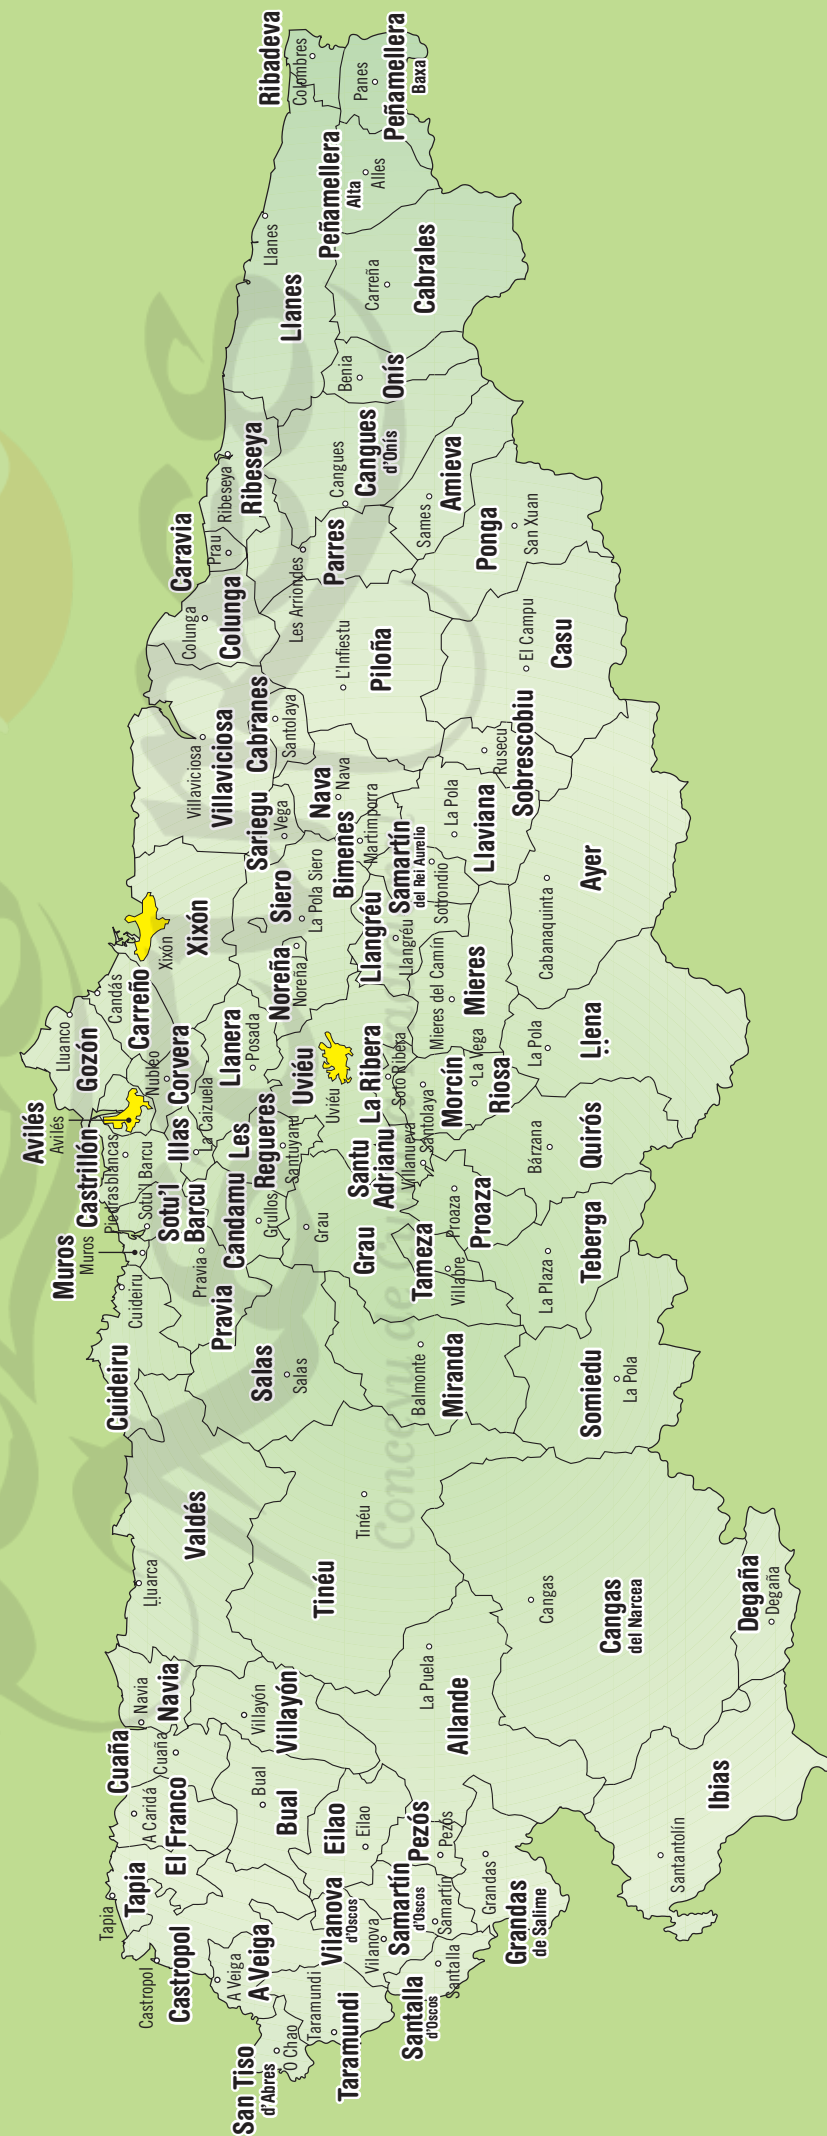 San Tiso
d'Abres
O Chao
Taramundi
Taramundi
Santalla
d'Oscos
Santalla
Castropol
Castropol
A Veiga
A Veiga
Vilanova
d'Oscos
Vilanova
Samartín
d'Oscos
Samartín
Grandas
de Salime
Grandas
Tapia
Tapia
El Franco
A Caridá
Cuaña
Cuaña
Bual
Bual
Eilao
Eilao
Pezós
Pezós
Ibias
Santantolín
Navia
Navia
Villayón
Villayón
Allande
La Puela
Cangas
del Narcea
Cangas
Degaña
Degaña
Valdés
Lluarca
Tinéu
Tinéu
Cuideiru
Cuideiru
Salas
Salas
Miranda
Balmonte
Somiedu
La Pola
Muros
Muros
Pravia
Pravia
Sotu'l
Barcu
Sotu'l Barcu
Candamu
Grullos
Grau
Grau
Tameza
Villabre
Teberga
La Plaza
Proaza
Proaza
Santu
Adrianu
Villanueva
Quirós
Bárzana
Castrillón
Piedrasblancas
Avilés
Avilés
Illas
La Caizuela
Les
Regueres
Santuyanu
Corvera
Nubleo
Gozón
Lluanco
Carreño
Candás
Llanera
Posada
Uviéu
Uviéu
La Ribera
Soto Ribera
Morcín
Santolaya
Riosa
La Vega
Llena
La Pola
Mieres
Mieres del Camín
Xixón
Xixón
Noreña
Noreña
Siero
La Pola Siero
Llangréu
Llangréu
Samartín
del Rei Aurelio
Sotrondio
Bimenes
Martimporra
Ayer
Cabanaquinta
Llaviana
La Pola
Sobrescobiu
Rusecu
Sariegu
Vega
Nava
Nava
Villaviciosa
Villaviciosa
Cabranes
Santolaya
Piloña
L'Infiestu
Casu
El Campu
Colunga
Colunga
Caravia
Prau
Parres
Les Arriondes
Ponga
San Xuan
Amieva
Sames
Ribeseya
Ribeseya
Cangues
d'Onís
Cangues
Onís
Benia
Llanes
Llanes
Cabrales
Carreña
Peñamellera
Alta
Alles
Peñamellera
Baxa
Panes
Ribadeva
Colombres